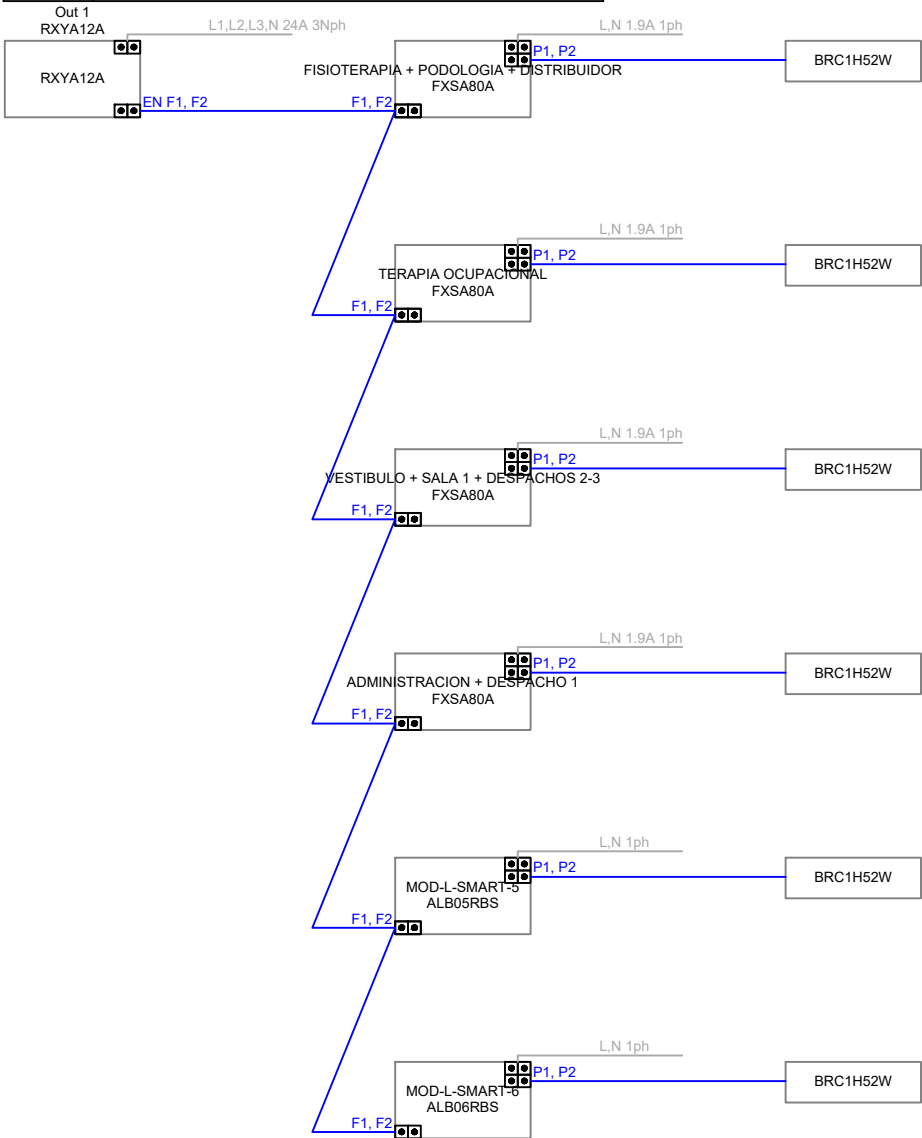 Out 1
RXYA12A
L1,L2,L3,N 24A 3Nph
RXYA12A
EN F1, F2
L,N 1.9A 1ph
P1, P2
FISIOTERAPIA + PODOLOGIA + DISTRIBUIDOR
FXSA80A
F1, F2
BRC1H52W
L,N 1.9A 1ph
P1, P2
TERAPIA OCUPACIONAL
FXSA80A
F1, F2
BRC1H52W
L,N 1.9A 1ph
P1, P2
VESTIBULO + SALA 1 + DESPACHOS 2-3
FXSA80A
F1, F2
BRC1H52W
L,N 1.9A 1ph
P1, P2
ADMINISTRACION + DESPACHO 1
FXSA80A
F1, F2
BRC1H52W
L,N 1ph
P1, P2
MOD-L-SMART-5
ALB05RBS
F1, F2
BRC1H52W
L,N 1ph
P1, P2
MOD-L-SMART-6
ALB06RBS
F1, F2
BRC1H52W